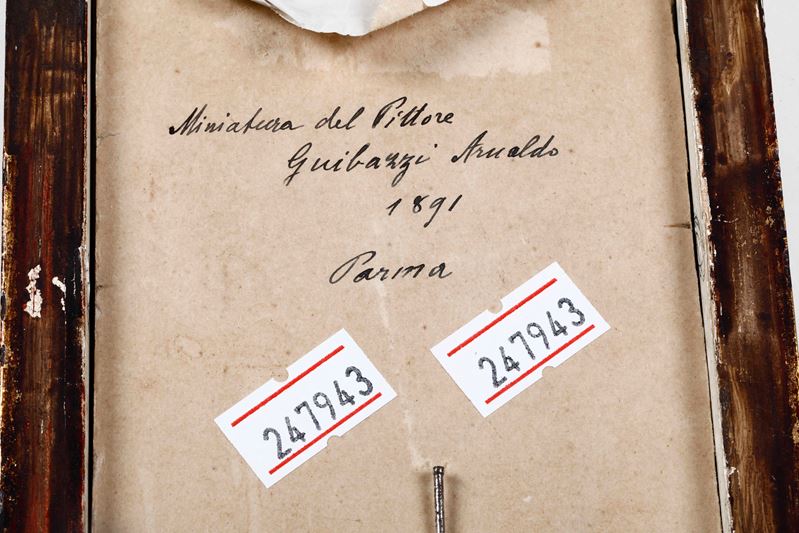 Miniatura del Pittore
Guibazzi Arnaldo
1891
Parma
247943
247943